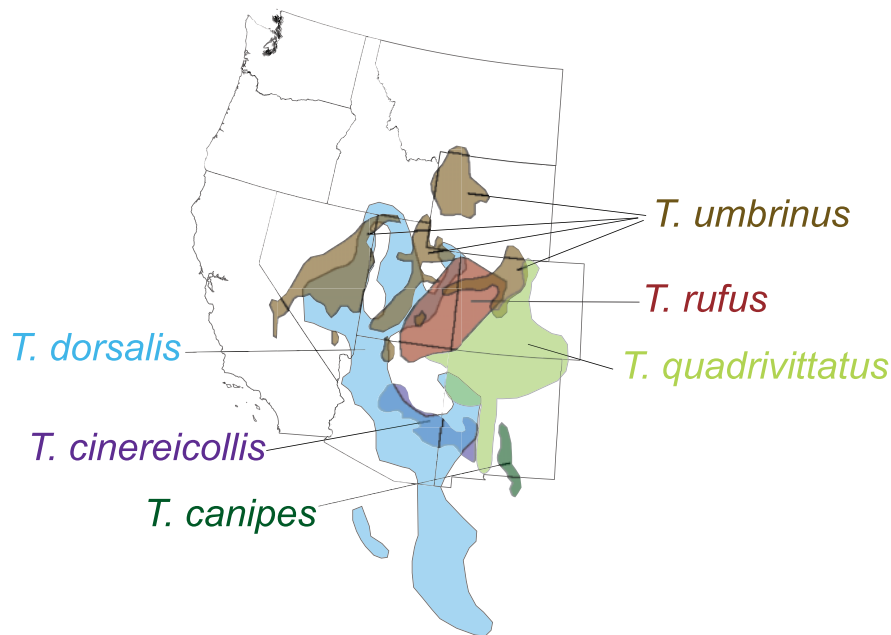 T. umbrinus
T. rufus
T. dorsalis
T. quadrivittatus
T. cinereicollis
T. canipes